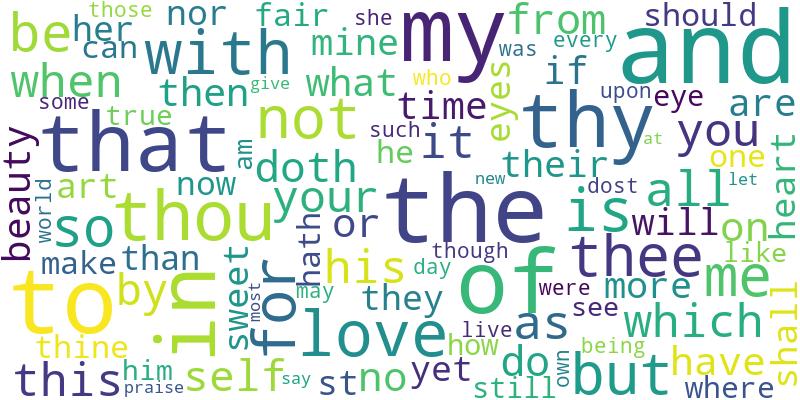 those nor fair she my from should
be her can with mine was every and
when then give what who if upon eye are
some true that not such time eyes thy you
beauty am he it at one heart
world art now doth your their new dost all let
so thou hath or the is will on
make than his though thee like
to by in sweet for most may day they of were more me
thine love live as see which shall
this him praise self say st no yet how do own being but have where
still